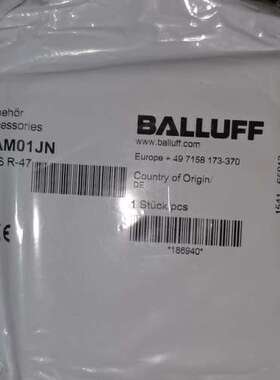 behör
essories
BALLUFF
AM01JN
www.balluff.com
S R-47
Europe + 49 7158 173-370
Country of Origin/
DE
1 Stück/pcs
*186940*